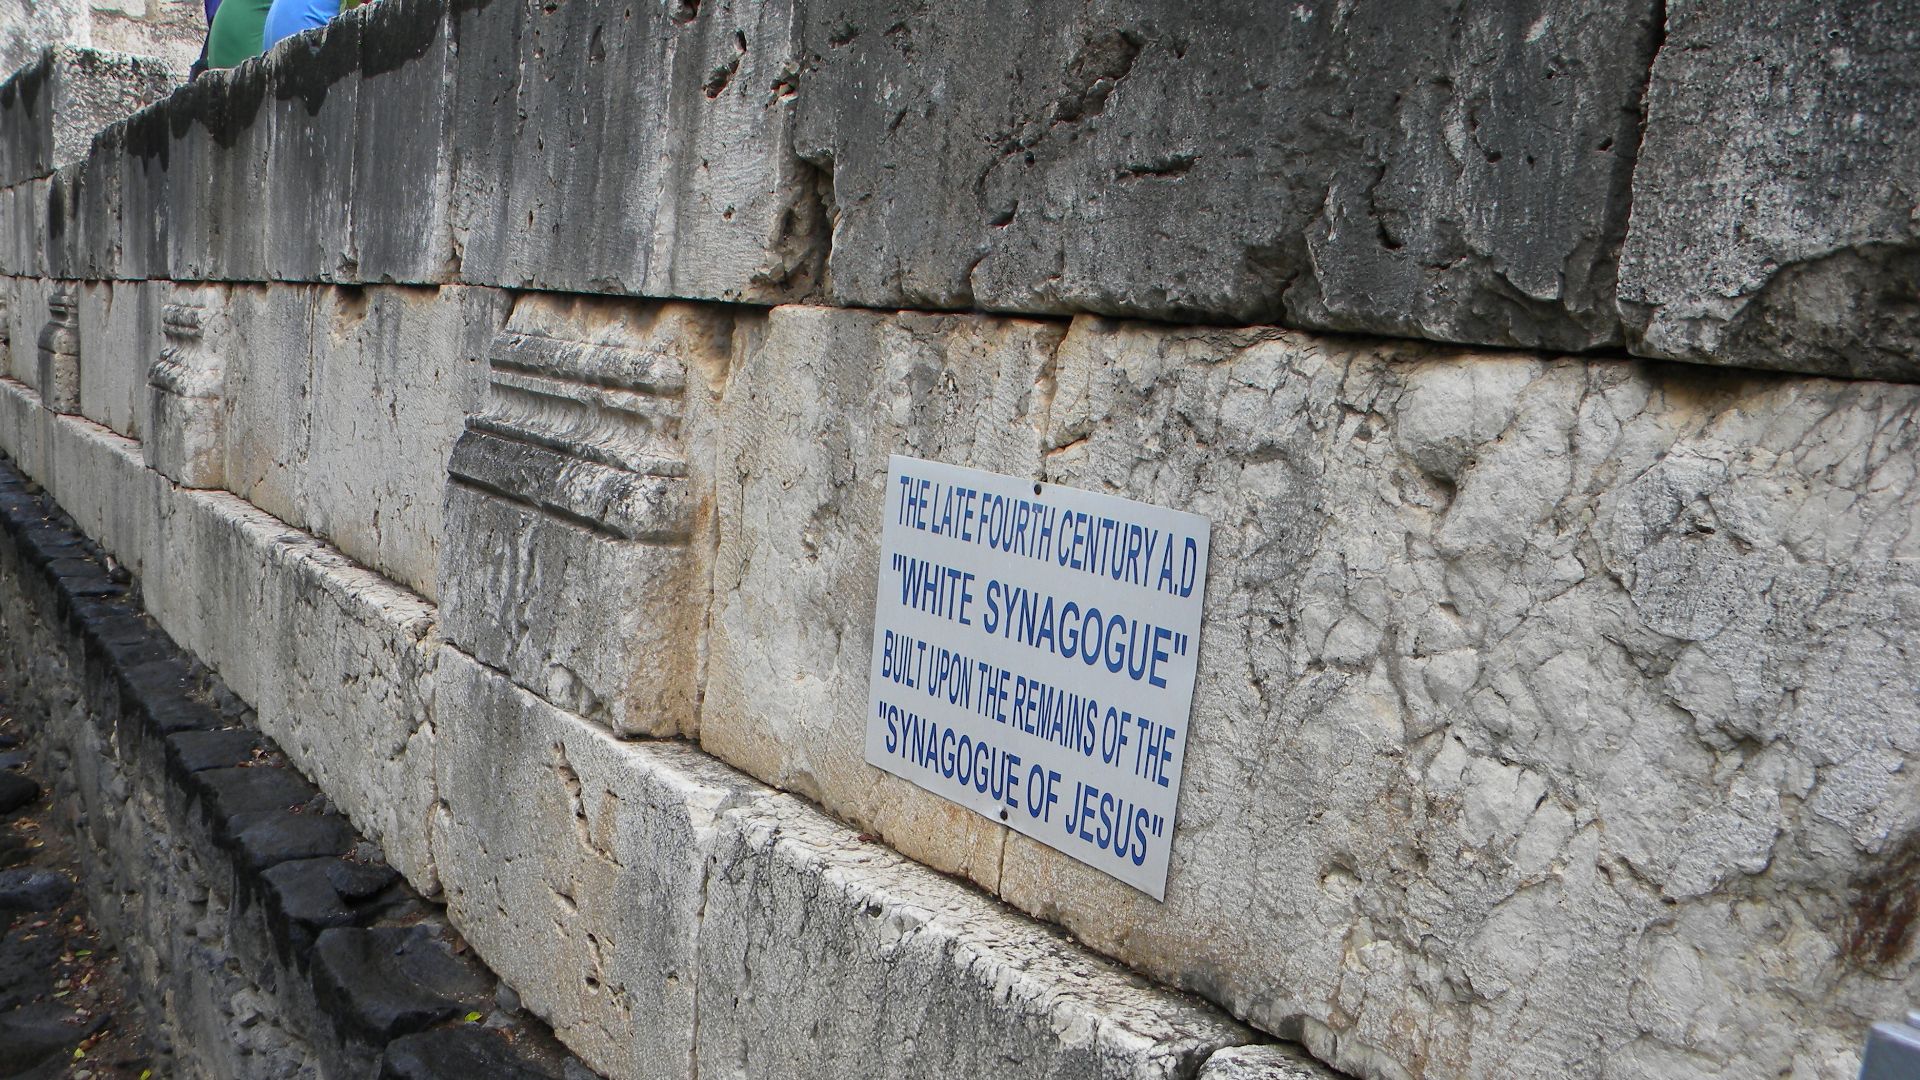 THE LATE FOURTH CENTURY A.D
"WHITE SYNAGOGUE"
BUILT UPON THE REMAINS OF THE
"SYNAGOGUE OF JESUS"